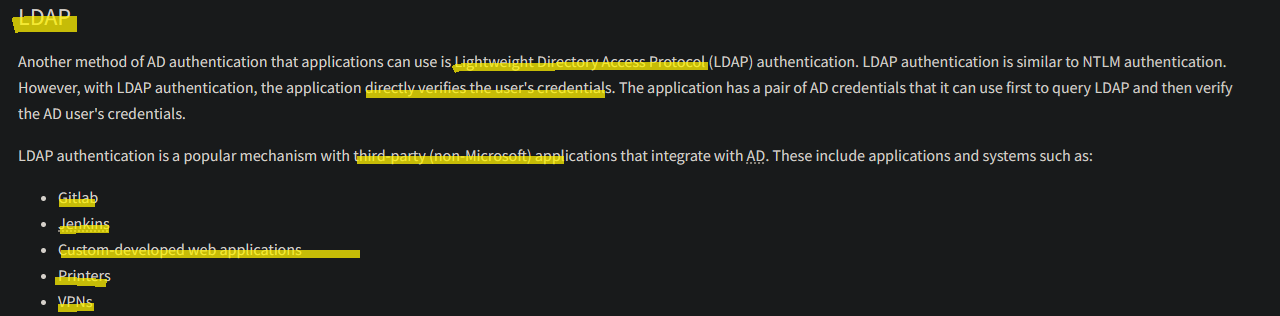 LDAP
Another method of AD authentication that applications can use is Lightweight Directory Access Protocol (LDAP) authentication. LDAP authentication is similar to NTLM authentication.
However, with LDAP authentication, the application directly verifies the user's credentials. The application has a pair of AD credentials that it can use first to query LDAP and then verify
the AD user's credentials.
LDAP authentication is a popular mechanism with third-party (non-Microsoft) applications that integrate with AD. These include applications and systems such as:
• Gitlab
• Jenkins
• Custom-developed web applications
• Printers
• VPNs